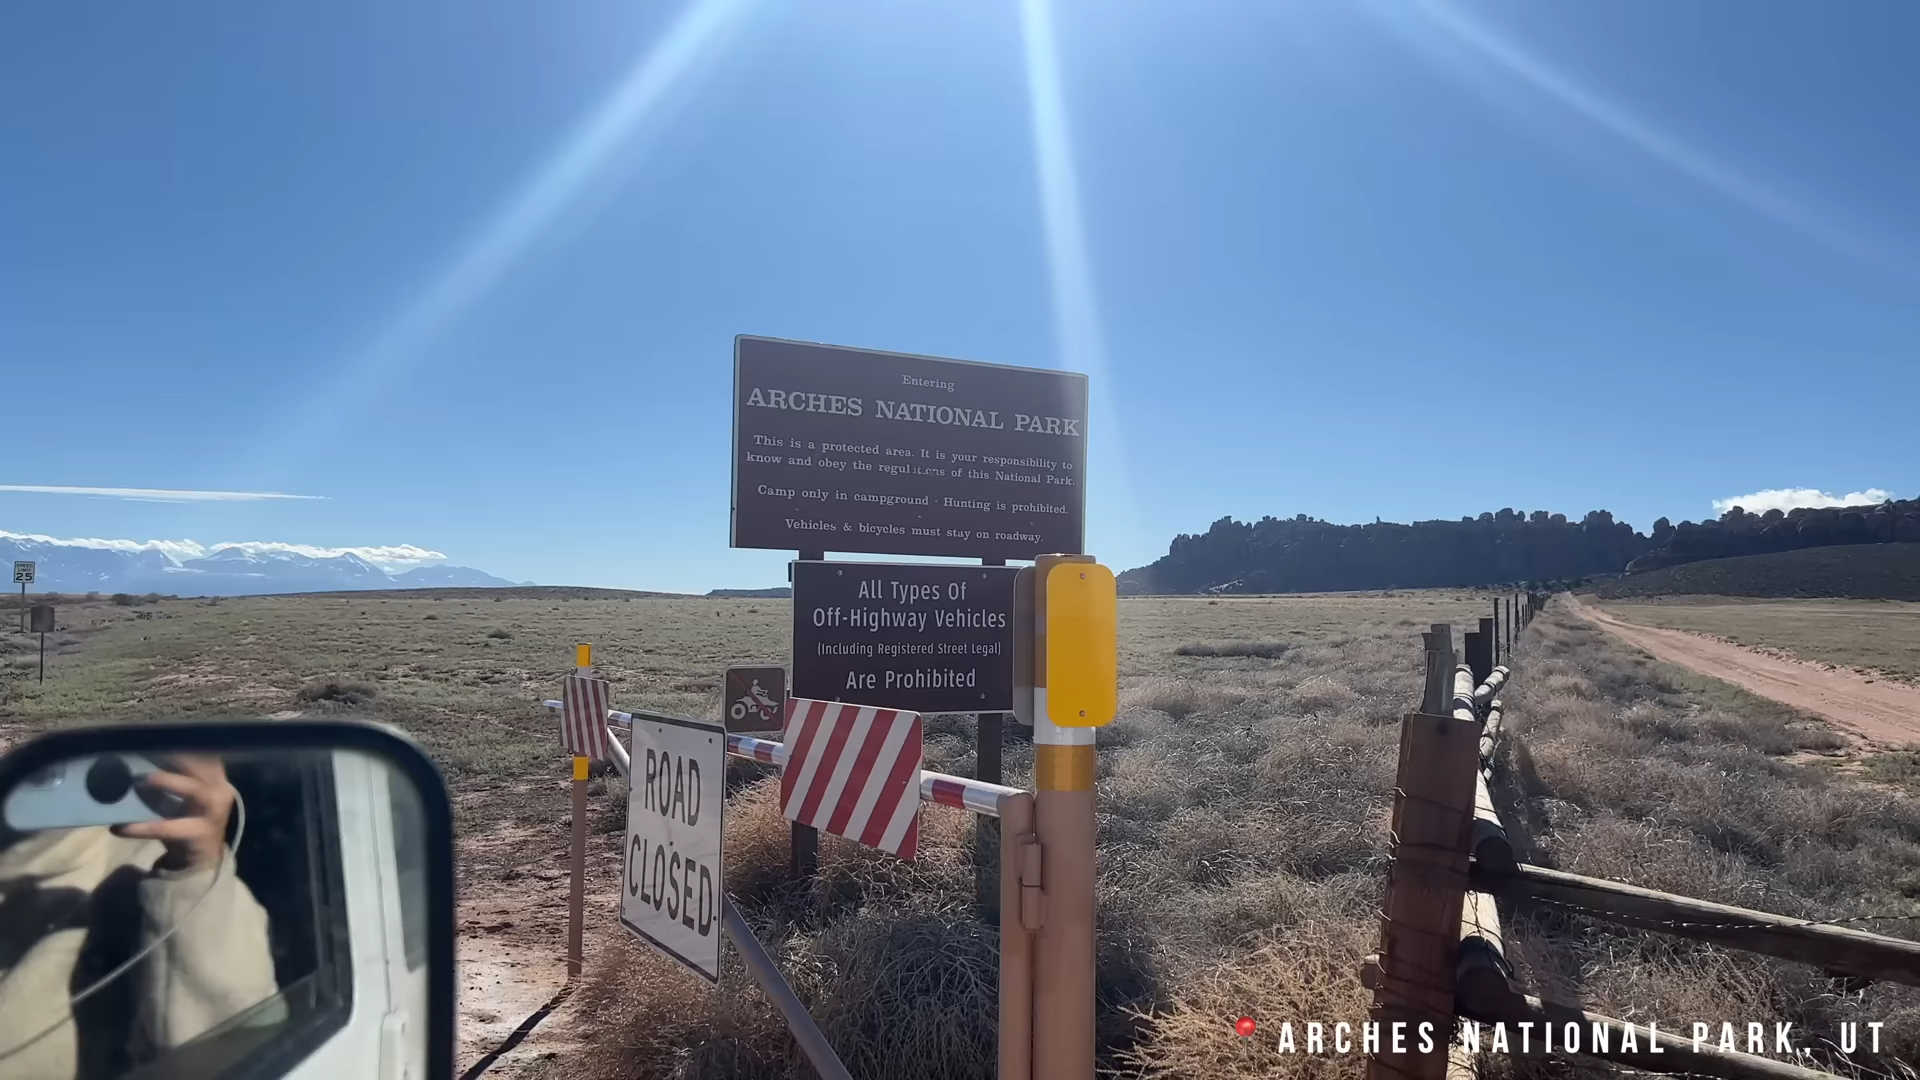 Entering
ARCHES NATIONAL PARK
This is a protected area. It is your responsibility to
know and obey the regulations of this National Park.
Camp only in campground - Hunting is prohibited.
Vehicles & bicycles must stay on roadway.
All Types Of
Off-Highway Vehicles
(Including Registered Street Legal)
Are Prohibited
SPEED
LIMIT
25
ROAD
CLOSED
ARCHES NATIONAL PARK, UT